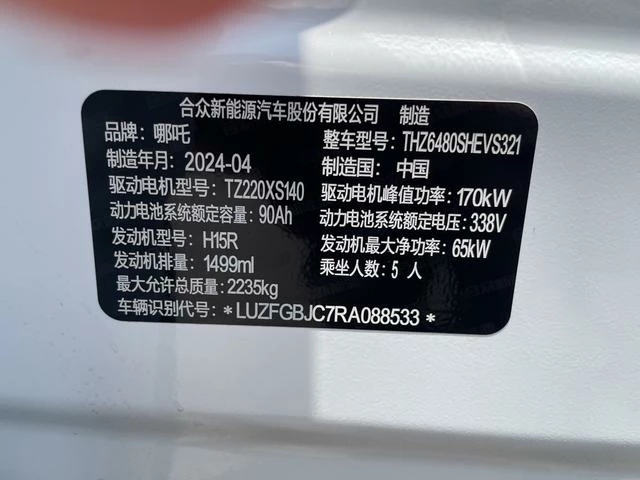 合众新能源汽车股份有限公司 制造
品牌: 哪吒 整车型号: THZ6480SHEVS321
制造年月: 2024-04 制造国: 中国
驱动电机型号: TZ220XS140 驱动电机峰值功率: 170kW
动力电池系统额定容量: 90Ah 动力电池系统额定电压: 338V
发动机型号: H15R 发动机最大净功率: 65kW
发动机排量: 1499ml 乘坐人数: 5 人
最大允许总质量: 2235kg
车辆识别代号: *LUZFGBJC7RA088533*